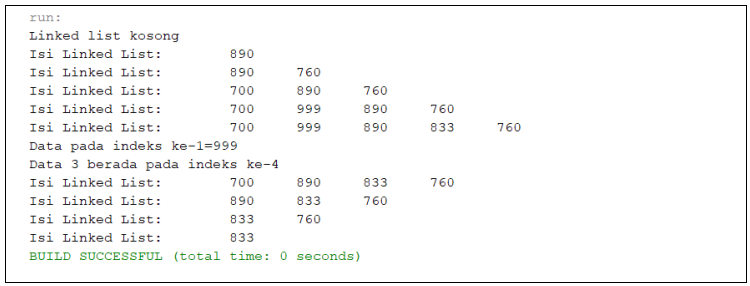 run:
Linked list kosong
Isi Linked List: 890
Isi Linked List: 890 760
Isi Linked List: 700 890 760
Isi Linked List: 700 999 890 760
Isi Linked List: 700 999 890 833 760
Data pada indeks ke-1=999
Data 3 berada pada indeks ke-4
Isi Linked List: 700 890 833 760
Isi Linked List: 890 833 760
Isi Linked List: 833 760
Isi Linked List: 833
BUILD SUCCESSFUL (total time: 0 seconds)